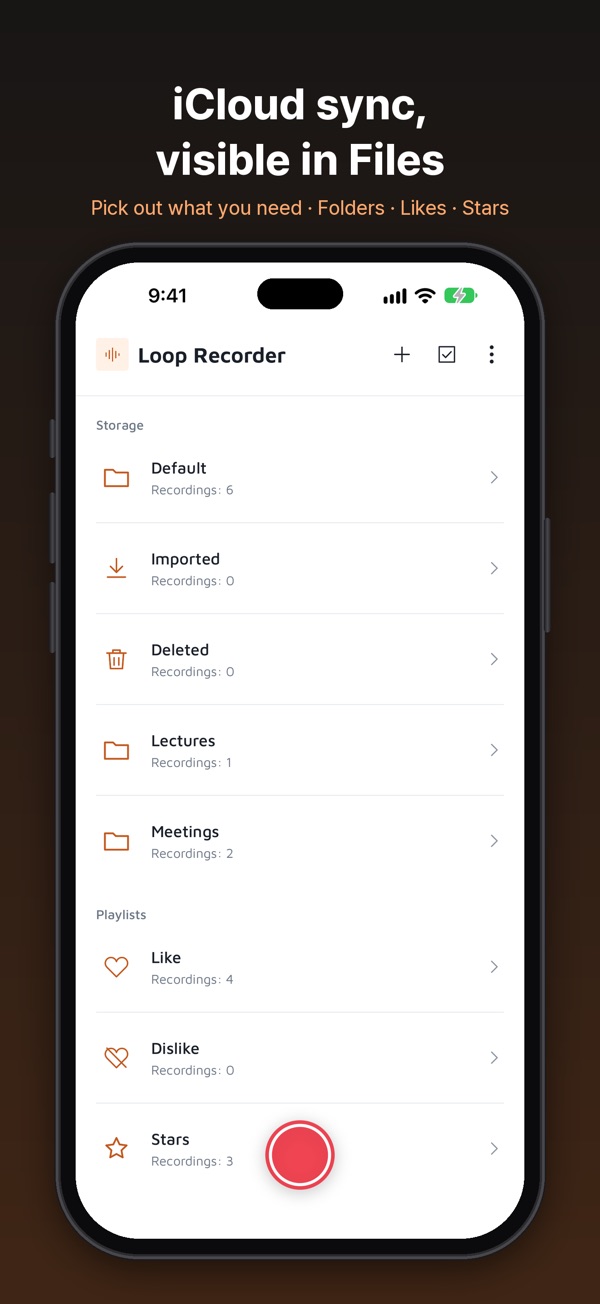 iCloud sync,
visible in Files
Pick out what you need · Folders · Likes · Stars
9:41
Loop Recorder
Storage
Default
Recordings: 6
Imported
Recordings: 0
Deleted
Recordings: 0
Lectures
Recordings: 1
Meetings
Recordings: 2
Playlists
Like
Recordings: 4
Dislike
Recordings: 0
Stars
Recordings: 3